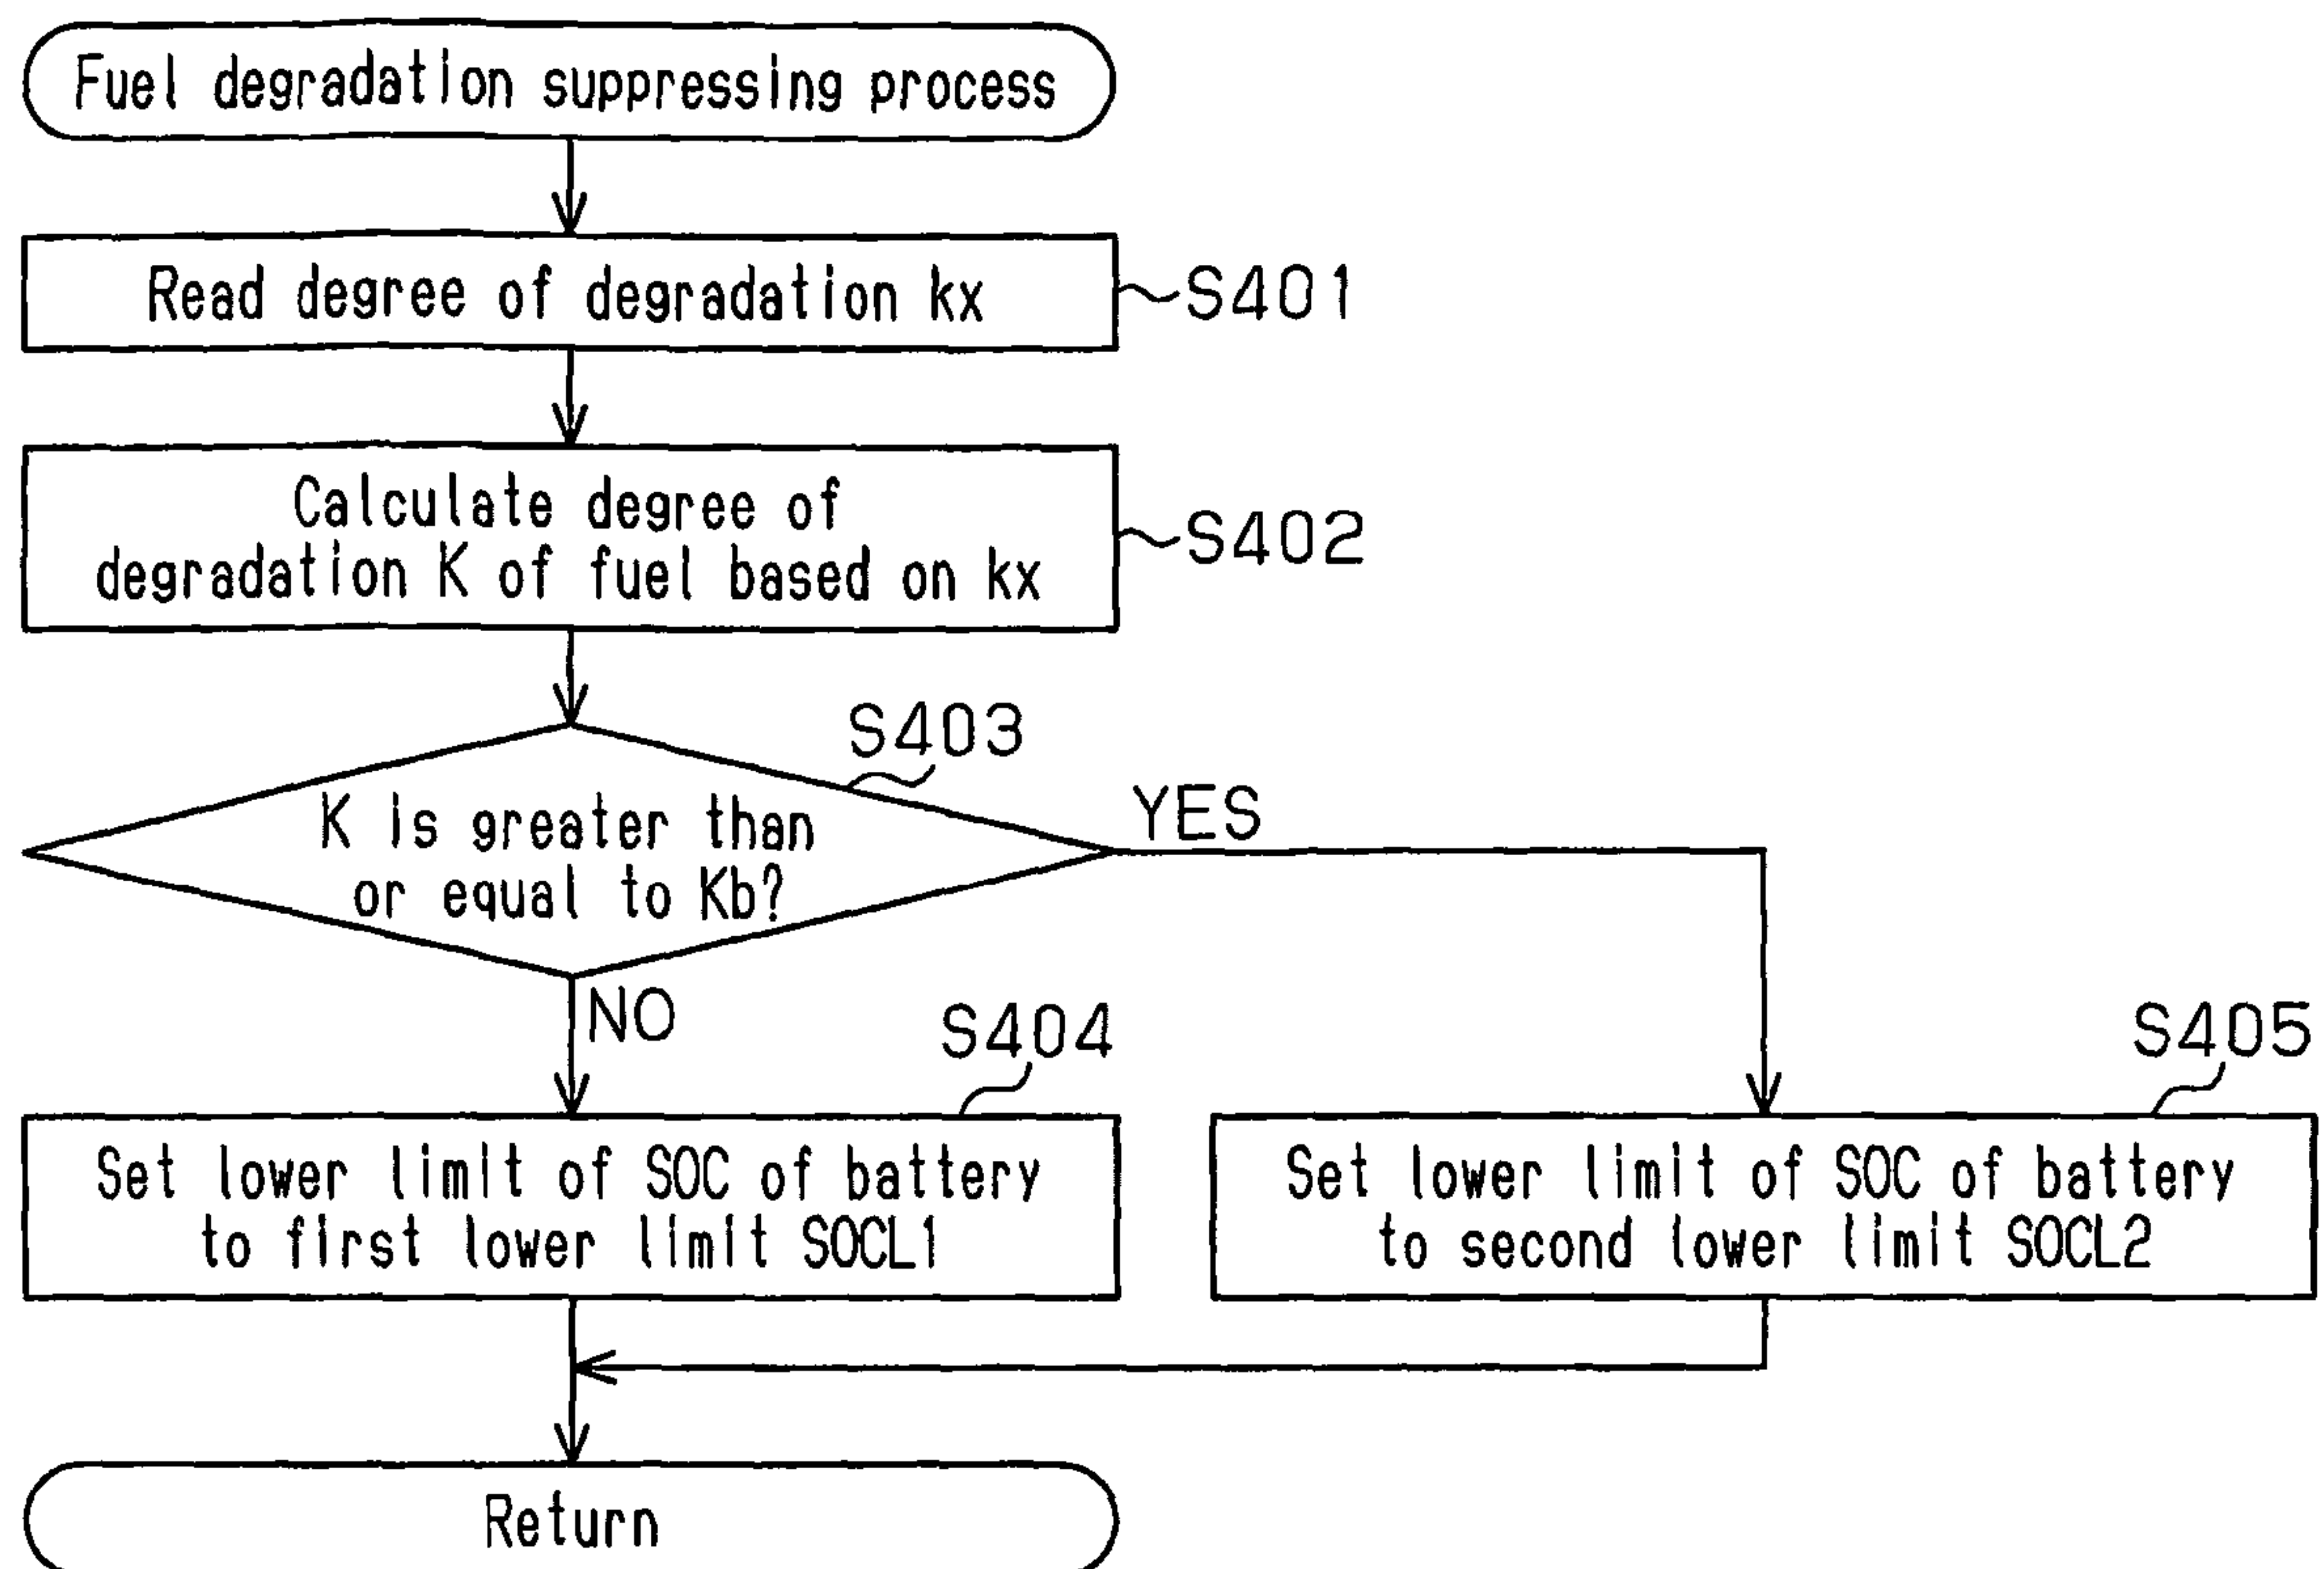 Fuel degradation suppressing process
Read degree of degradation kx
S401
Calculate degree of
degradation K of fuel based on kx
S402
S403
K is greater than
or equal to Kb?
YES
NO
S404
Set lower limit of SOC of battery
to first lower limit SOCL1
S405
Set lower limit of SOC of battery
to second lower limit SOCL2
Return